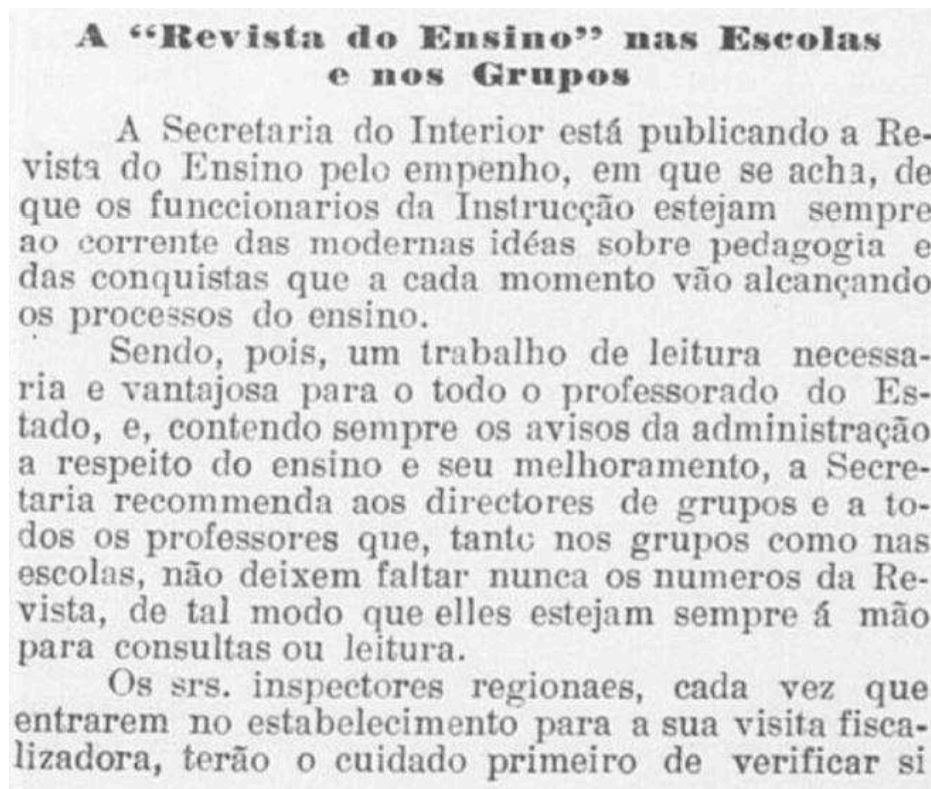 A “Revista do Ensino” nas Escolas
e nos Grupos
A Secretaria do Interior está publicando a Re-
vista do Ensino pelo empenho, em que se acha, de
que os funccionarios da Instrucção estejam sempre
ao corrente das modernas idéas sobre pedagogia e
das conquistas que a cada momento vão alcançando
os processos do ensino.
Sendo, pois, um trabalho de leitura necessa-
ria e vantajosa para o todo o professorado do Es-
tado, e, contendo sempre os avisos da administração
a respeito do ensino e seu melhoramento, a Secre-
taria recommenda aos directores de grupos e a to-
dos os professores que, tanto nos grupos como nas
escolas, não deixem faltar nunca os numeros da Re-
vista, de tal modo que elles estejam sempre á mão
para consultas ou leitura.
Os srs. inspectores regionaes, cada vez que
entrarem no estabelecimento para a sua visita fisca-
lizadora, terão o cuidado primeiro de verificar si